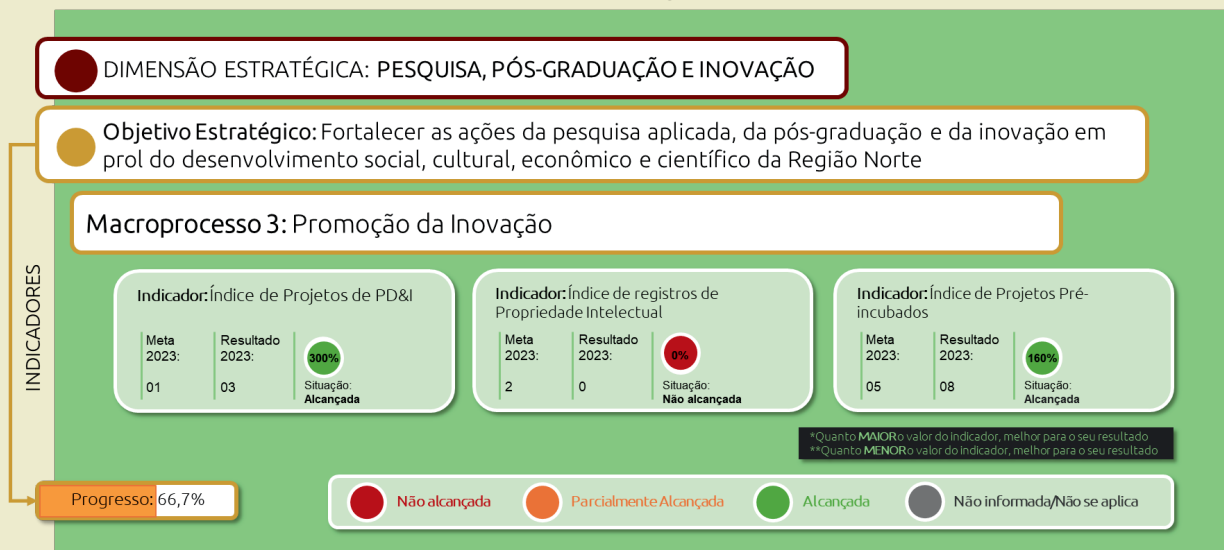 DIMENSÃO ESTRATÉGICA: PESQUISA, PÓS-GRADUAÇÃO E INOVAÇÃO
Objetivo Estratégico: Fortalecer as ações da pesquisa aplicada, da pós-graduação e da inovação em
prol do desenvolvimento social, cultural, econômico e científico da Região Norte
Macroprocesso 3: Promoção da Inovação
INDICADORES
Indicador: Índice de Projetos de PD&I
Meta
2023:
01
Resultado
2023:
03
300%
Situação:
Alcançada
Indicador: Índice de registros de
Propriedade Intelectual
Meta
2023:
2
Resultado
2023:
0
0%
Situação:
Não alcançada
Indicador: Índice de Projetos Pré-
incubados
Meta
2023:
05
Resultado
2023:
08
160%
Situação:
Alcançada
*Quanto MAIOR o valor do indicador, melhor para o seu resultado
**Quanto MENOR o valor do indicador, melhor para o seu resultado
Progresso: 66,7%
Não alcançada
Parcialmente Alcançada
Alcançada
Não informada/Não se aplica